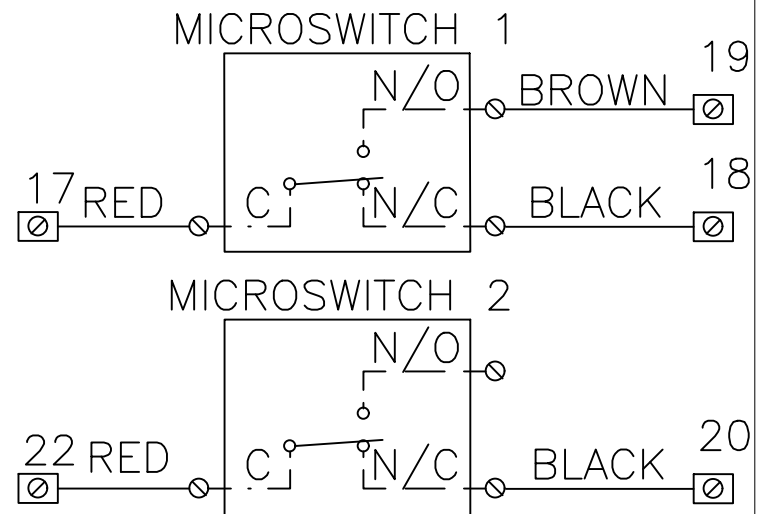 MICROSWITCH 1
19
N/O BROWN
18
17 RED C N/C BLACK
MICROSWITCH 2
N/O
20
22 RED C N/C BLACK